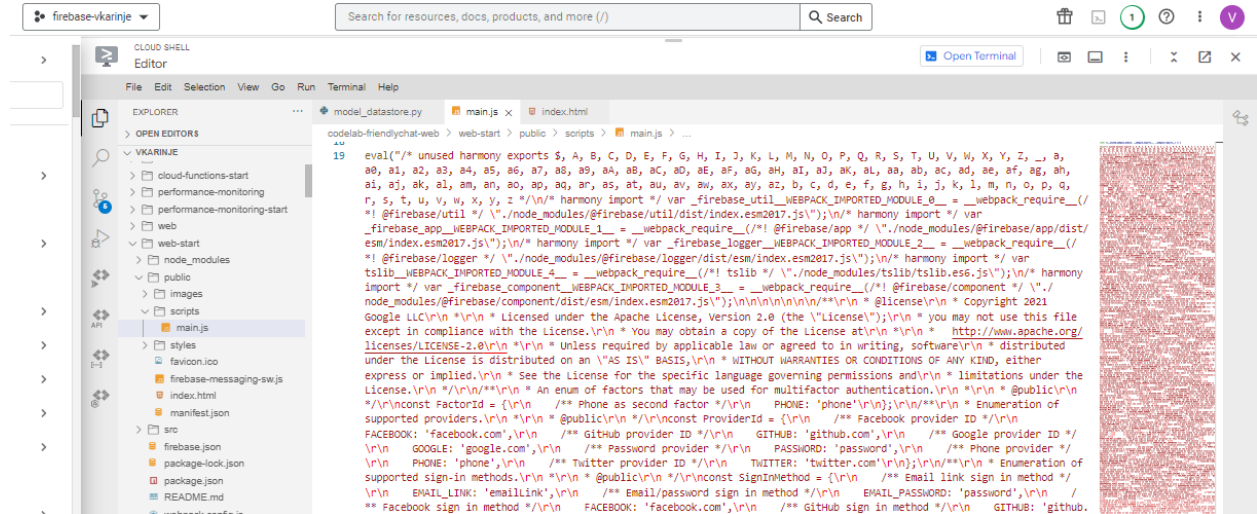 firebase-vkarinje
Search for resources, docs, products, and more (/)
Search
1
V
CLOUD SHELL
Editor
Open Terminal
File Edit Selection View Go Run Terminal Help
EXPLORER
OPEN EDITORS
VKARINJE
cloud-functions-start
performance-monitoring
performance-monitoring-start
web
web-start
node_modules
public
images
scripts
main.js
styles
favicon.ico
firebase-messaging-sw.js
index.html
manifest.json
src
firebase.json
package-lock.json
package.json
README.md
6
API
model_datastore.py main.js index.html
codelab-friendlychat-web > web-start > public > scripts > main.js > ...
19 eval("/* unused harmony exports $, A, B, C, D, E, F, G, H, I, J, K, L, M, N, O, P, Q, R, S, T, U, V, W, X, Y, Z, _, a,
a0, a1, a2, a3, a4, a5, a6, a7, a8, a9, aA, aB, aC, aD, aE, aF, aG, aH, aI, aJ, aK, aL, aa, ab, ac, ad, ae, af, ag, ah,
ai, aj, ak, al, am, an, ao, ap, aq, ar, as, at, au, av, aw, ax, ay, az, b, c, d, e, f, g, h, i, j, k, l, m, n, o, p, q,
r, s, t, u, v, w, x, y, z */\n/* harmony import */ var _firebase_util__WEBPACK_IMPORTED_MODULE_0__ = __webpack_require__(/
*! @firebase/util */ \"./node_modules/@firebase/util/dist/index.esm2017.js\");\n/* harmony import */ var
_firebase_app__WEBPACK_IMPORTED_MODULE_1__ = __webpack_require__(/*! @firebase/app */ \"./node_modules/@firebase/app/dist/
esm/index.esm2017.js\");\n/* harmony import */ var _firebase_logger__WEBPACK_IMPORTED_MODULE_2__ = __webpack_require__(/
*! @firebase/logger */ \"./node_modules/@firebase/logger/dist/esm/index.esm2017.js\");\n/* harmony import */ var
tslib__WEBPACK_IMPORTED_MODULE_4__ = __webpack_require__(/*! tslib */ \"./node_modules/tslib/tslib.es6.js\");\n/* harmony
import */ var _firebase_component__WEBPACK_IMPORTED_MODULE_3__ = __webpack_require__(/*! @firebase/component */ \"./
node_modules/@firebase/component/dist/esm/index.esm2017.js\");\n\n\n\n\n\n\n/**\r\n * @license\r\n * Copyright 2021
Google LLC\r\n *\r\n * Licensed under the Apache License, Version 2.0 (the \"License\");\r\n * you may not use this file
except in compliance with the License.\r\n * You may obtain a copy of the License at\r\n *\r\n * http://www.apache.org/
licenses/LICENSE-2.0\r\n *\r\n * Unless required by applicable law or agreed to in writing, software\r\n * distributed
under the License is distributed on an \"AS IS\" BASIS,\r\n * WITHOUT WARRANTIES OR CONDITIONS OF ANY KIND, either
express or implied.\r\n * See the License for the specific language governing permissions and\r\n * limitations under the
License.\r\n */\r\n/**\r\n * An enum of factors that may be used for multifactor authentication.\r\n *\r\n * @public\r\n
*/\r\nconst FactorId = {\r\n /** Phone as second factor */\r\n PHONE: 'phone'\r\n};\r\n/**\r\n * Enumeration of
supported providers.\r\n *\r\n * @public\r\n */\r\nconst ProviderId = {\r\n /** Facebook provider ID */\r\n
FACEBOOK: 'facebook.com',\r\n /** GitHub provider ID */\r\n GITHUB: 'github.com',\r\n /** Google provider ID */
\r\n GOOGLE: 'google.com',\r\n /** Password provider */\r\n PASSWORD: 'password',\r\n /** Phone provider */
\r\n PHONE: 'phone',\r\n /** Twitter provider ID */\r\n TWITTER: 'twitter.com'\r\n};\r\n/**\r\n * Enumeration of
supported sign-in methods.\r\n *\r\n * @public\r\n */\r\nconst SignInMethod = {\r\n /** Email link sign in method */
\r\n EMAIL_LINK: 'emailLink',\r\n /** Email/password sign in method */\r\n EMAIL_PASSWORD: 'password',\r\n /
** Facebook sign in method */\r\n FACEBOOK: 'facebook.com',\r\n /** GitHub sign in method */\r\n GITHUB: 'github.